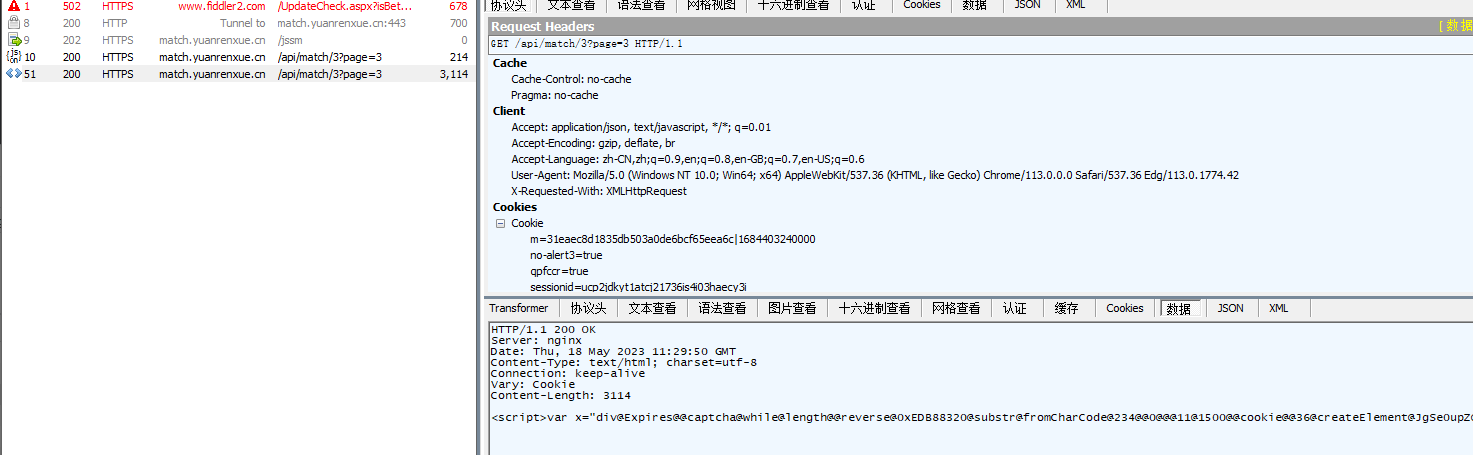 1 502 HTTPS www.fiddler2.com /UpdateCheck.aspx?isBet... 678
8 200 HTTP Tunnel to match.yuanrenxue.cn:443 700
9 202 HTTPS match.yuanrenxue.cn /jssm 0
10 200 HTTPS match.yuanrenxue.cn /api/match/3?page=3 214
51 200 HTTPS match.yuanrenxue.cn /api/match/3?page=3 3,114
协议头 文本查看 语法查看 网格视图 十六进制查看 认证 Cookies 数据 JSON XML
Request Headers [ 数据
GET /api/match/3?page=3 HTTP/1.1
Cache
Cache-Control: no-cache
Pragma: no-cache
Client
Accept: application/json, text/javascript, */*; q=0.01
Accept-Encoding: gzip, deflate, br
Accept-Language: zh-CN,zh;q=0.9,en;q=0.8,en-GB;q=0.7,en-US;q=0.6
User-Agent: Mozilla/5.0 (Windows NT 10.0; Win64; x64) AppleWebKit/537.36 (KHTML, like Gecko) Chrome/113.0.0.0 Safari/537.36 Edg/113.0.1774.42
X-Requested-With: XMLHttpRequest
Cookies
Cookie
m=31eaec8d1835db503a0de6bcf65eea6c|1684403240000
no-alert3=true
qpfccr=true
sessionid=ucp2jdkyt1atcj21736is4i03haecy3i
Transformer 协议头 文本查看 语法查看 图片查看 十六进制查看 网格查看 认证 缓存 Cookies 数据 JSON XML
HTTP/1.1 200 OK
Server: nginx
Date: Thu, 18 May 2023 11:29:50 GMT
Content-Type: text/html; charset=utf-8
Connection: keep-alive
Vary: Cookie
Content-Length: 3114
<script>var x="div@Expires@@captcha@while@length@@reverse@0xEDB88320@substr@fromCharCode@234@@0@@@11@1500@@cookie@@36@createElement@JgSe0upZ